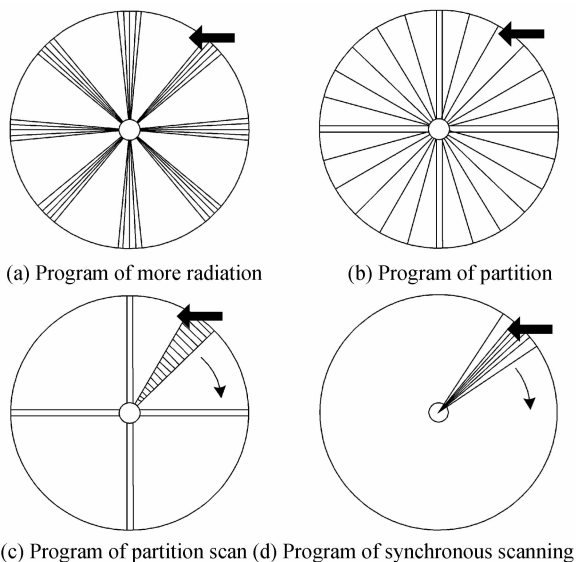 (a) Program of more radiation
(b) Program of partition
(c) Program of partition scan
(d) Program of synchronous scanning